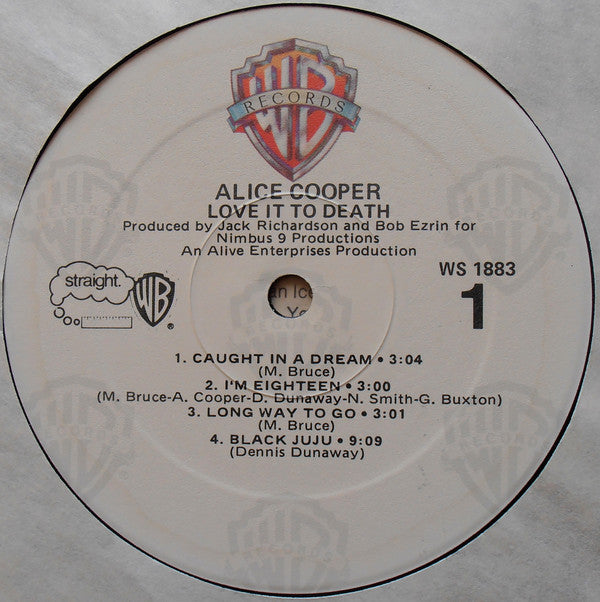 WB
RECORDS
ALICE COOPER
LOVE IT TO DEATH
Produced by Jack Richardson and Bob Ezrin for
Nimbus 9 Productions
An Alive Enterprises Production
straight.
WB
®
WS 1883
1
1. CAUGHT IN A DREAM • 3:04
(M. Bruce)
2. I'M EIGHTEEN • 3:00
(M. Bruce-A. Cooper-D. Dunaway-N. Smith-G. Buxton)
3. LONG WAY TO GO • 3:01
(M. Bruce)
4. BLACK JUJU • 9:09
(Dennis Dunaway)